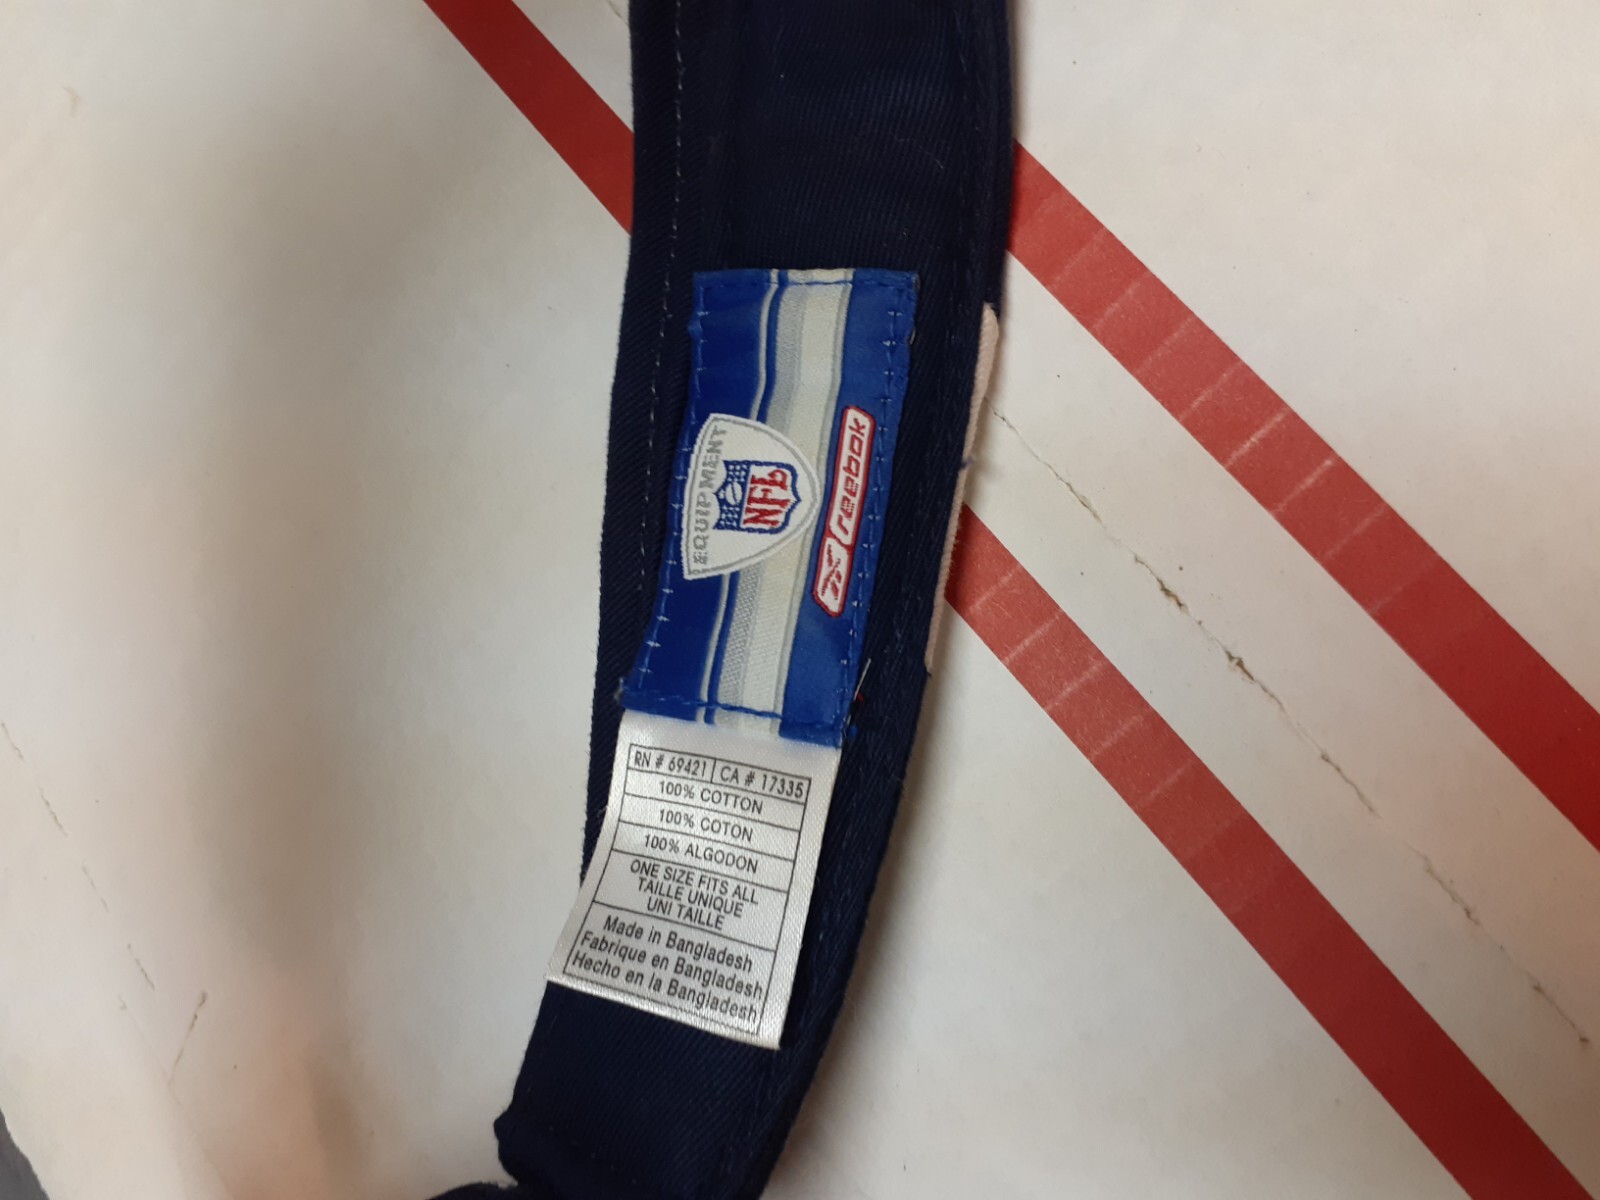 EQUIPMENT
NFL
Reebok
RN # 69421 CA # 17335
100% COTTON
100% COTON
100% ALGODON
ONE SIZE FITS ALL
TAILLE UNIQUE
UNI TAILLE
Made in Bangladesh
Fabrique en Bangladesh
Hecho en la Bangladesh